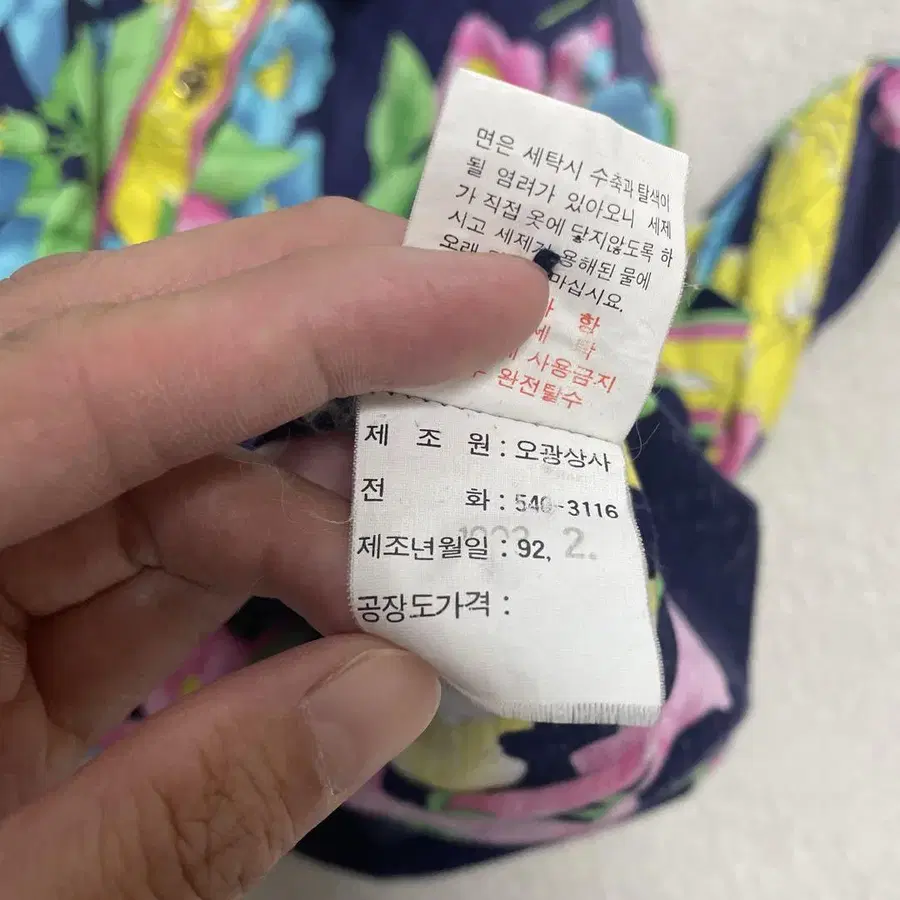 면은 세탁시 수축과 탈색이
될 염려가 있아오니 세제
가 직접 옷에 닿지않도록 하
시고 세제가 용해된 물에
오래 마십시요.
사용금지
완전탈수
제 조 원 : 오광상사
전 화 : 540-3116
제조년월일 : 92, 2.
공장도가격 :